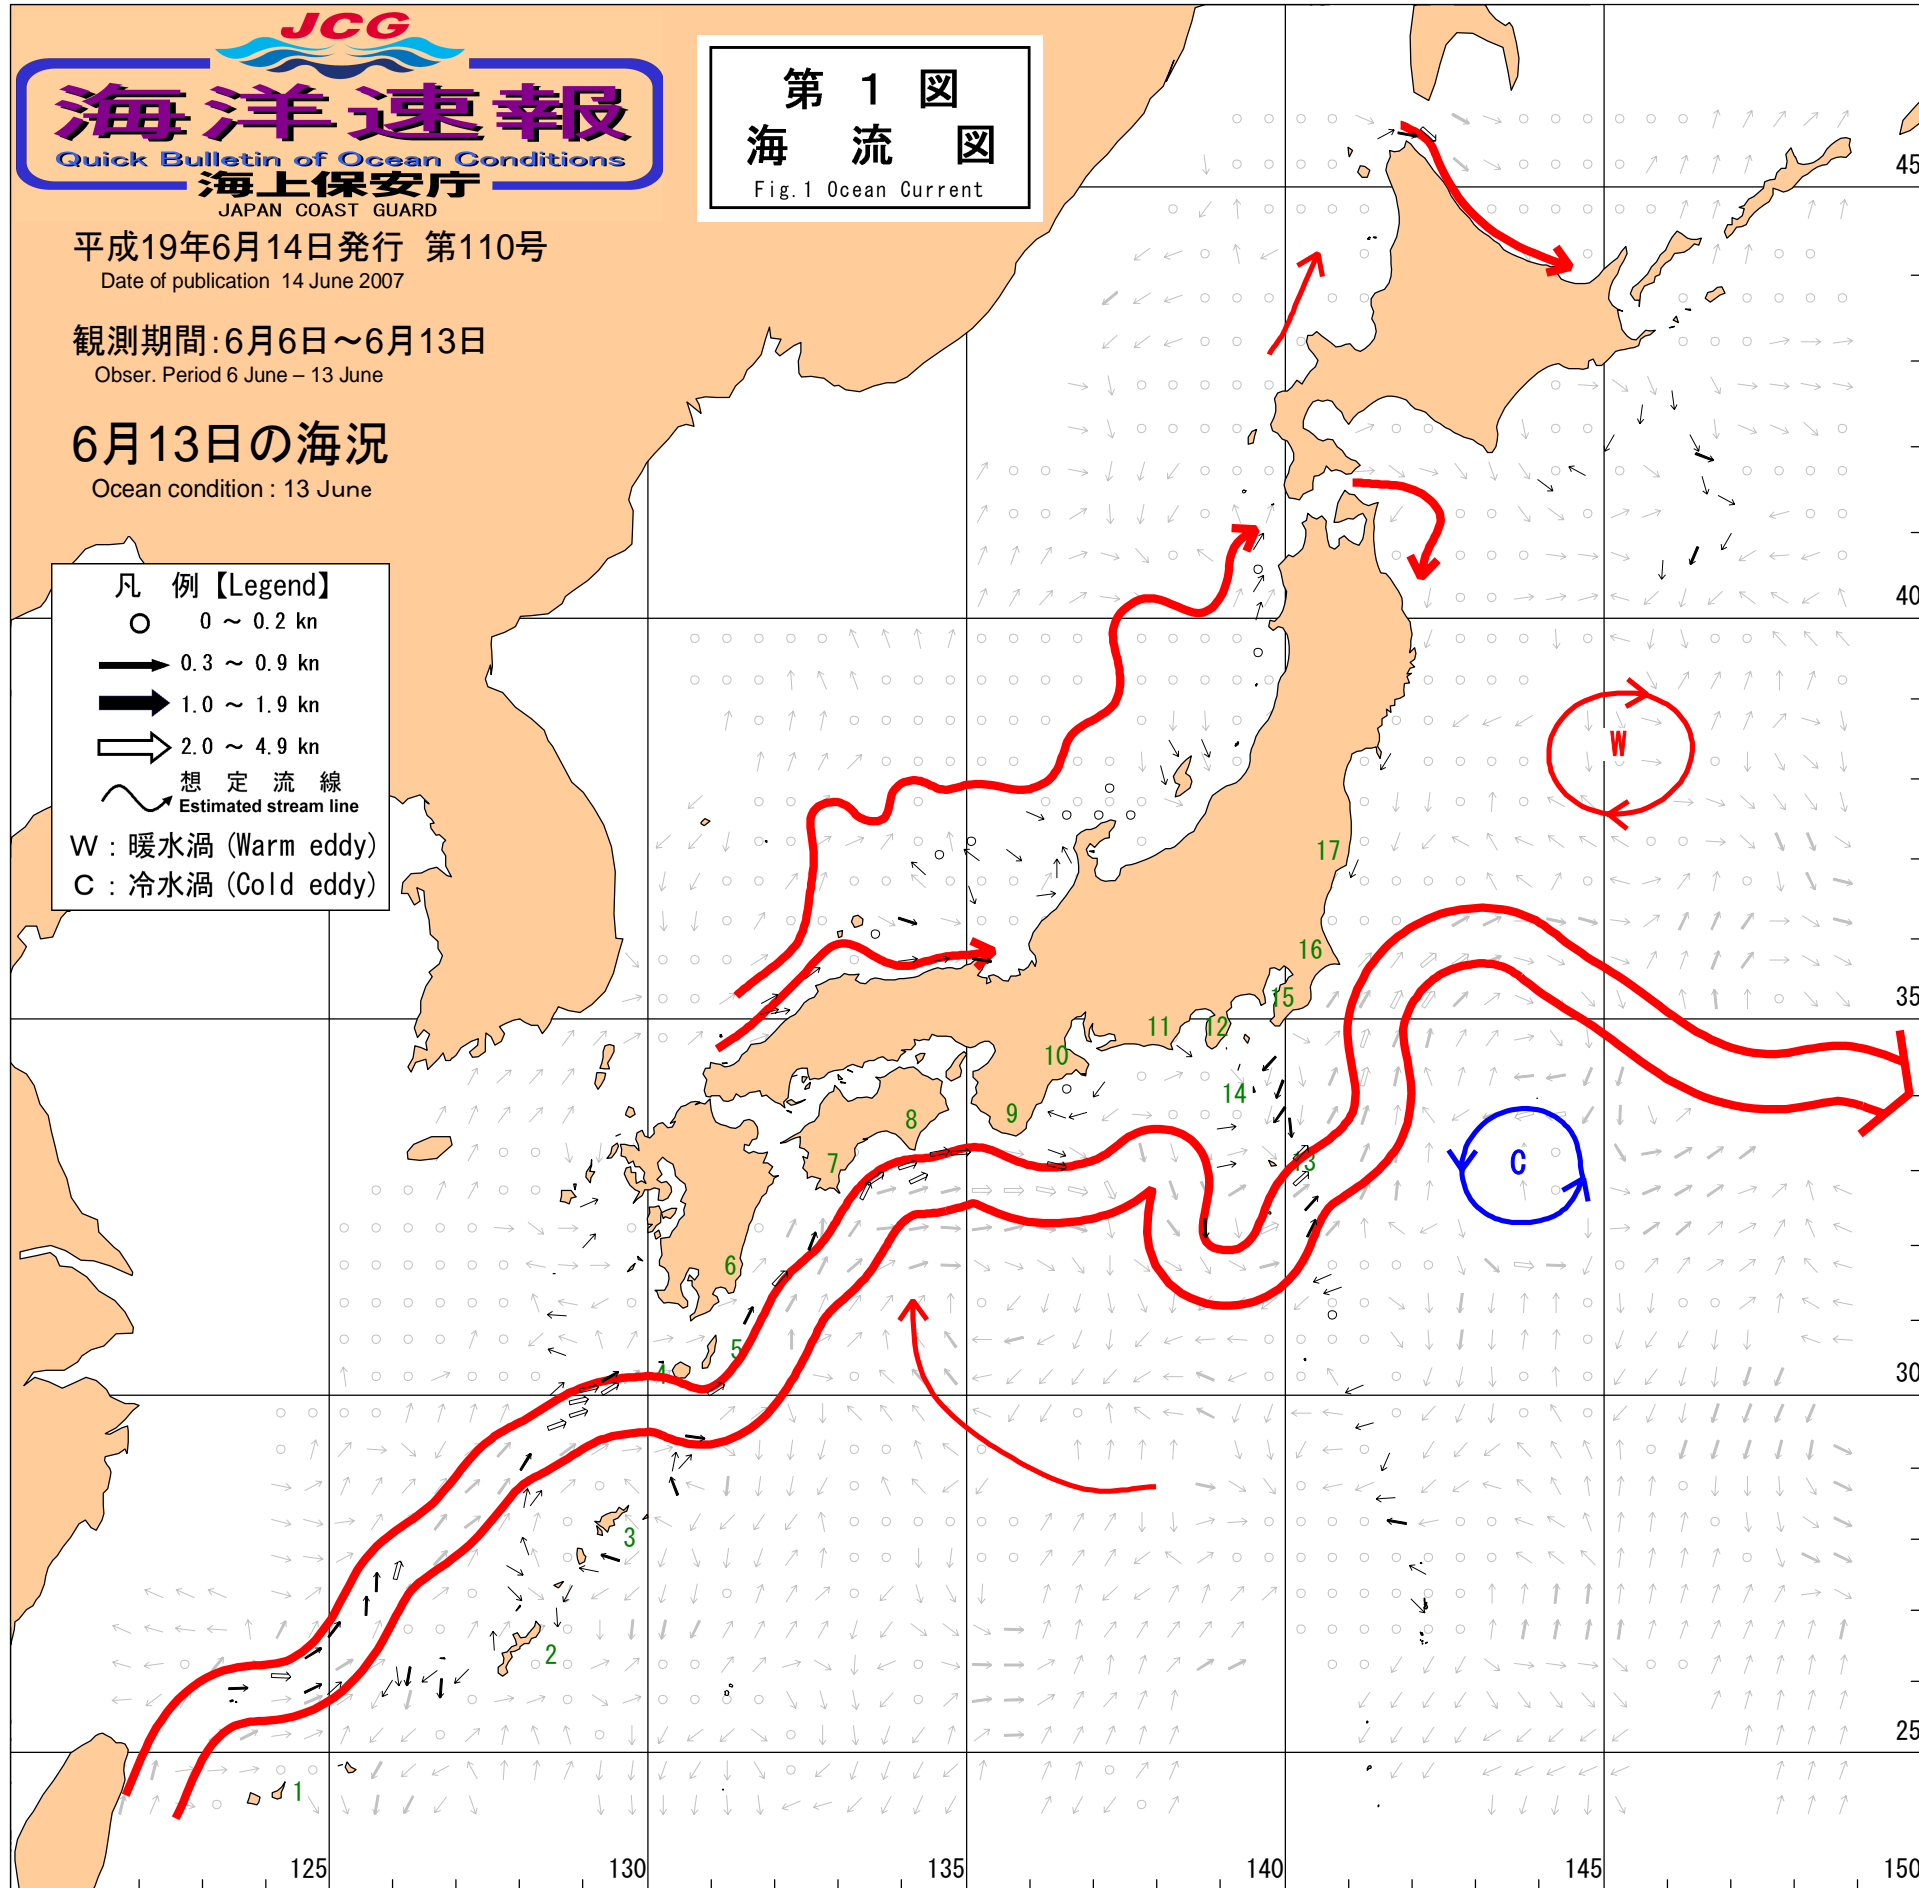 JCG
海洋速報
Quick Bulletin of Ocean Conditions
海上保安庁
JAPAN COAST GUARD
平成19年6月14日発行 第110号
Date of publication 14 June 2007
観測期間:6月6日~6月13日
Obser. Period 6 June – 13 June
6月13日の海況
Ocean condition : 13 June
第 1 図
海 流 図
Fig.1 Ocean Current
凡 例【Legend】
0 ~ 0.2 kn
0.3 ~ 0.9 kn
1.0 ~ 1.9 kn
2.0 ~ 4.9 kn
想 定 流 線
Estimated stream line
W : 暖水渦 (Warm eddy)
C : 冷水渦 (Cold eddy)
45
40
W
17
16
35
15
12
11
10
14
9
8
7
13
C
6
5
4
30
3
2
25
1
125
130
135
140
145
150